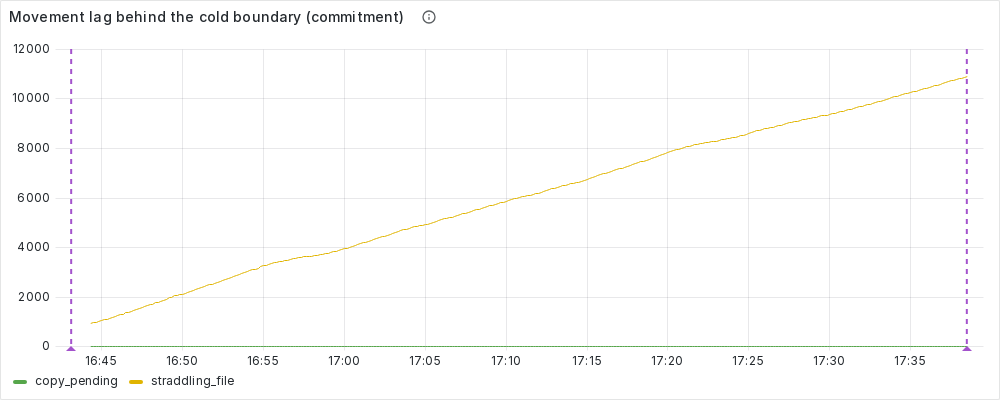 Movement lag behind the cold boundary (commitment)
12000
10000
8000
6000
4000
2000
0
16:45 16:50 16:55 17:00 17:05 17:10 17:15 17:20 17:25 17:30 17:35
copy_pending straddling_file